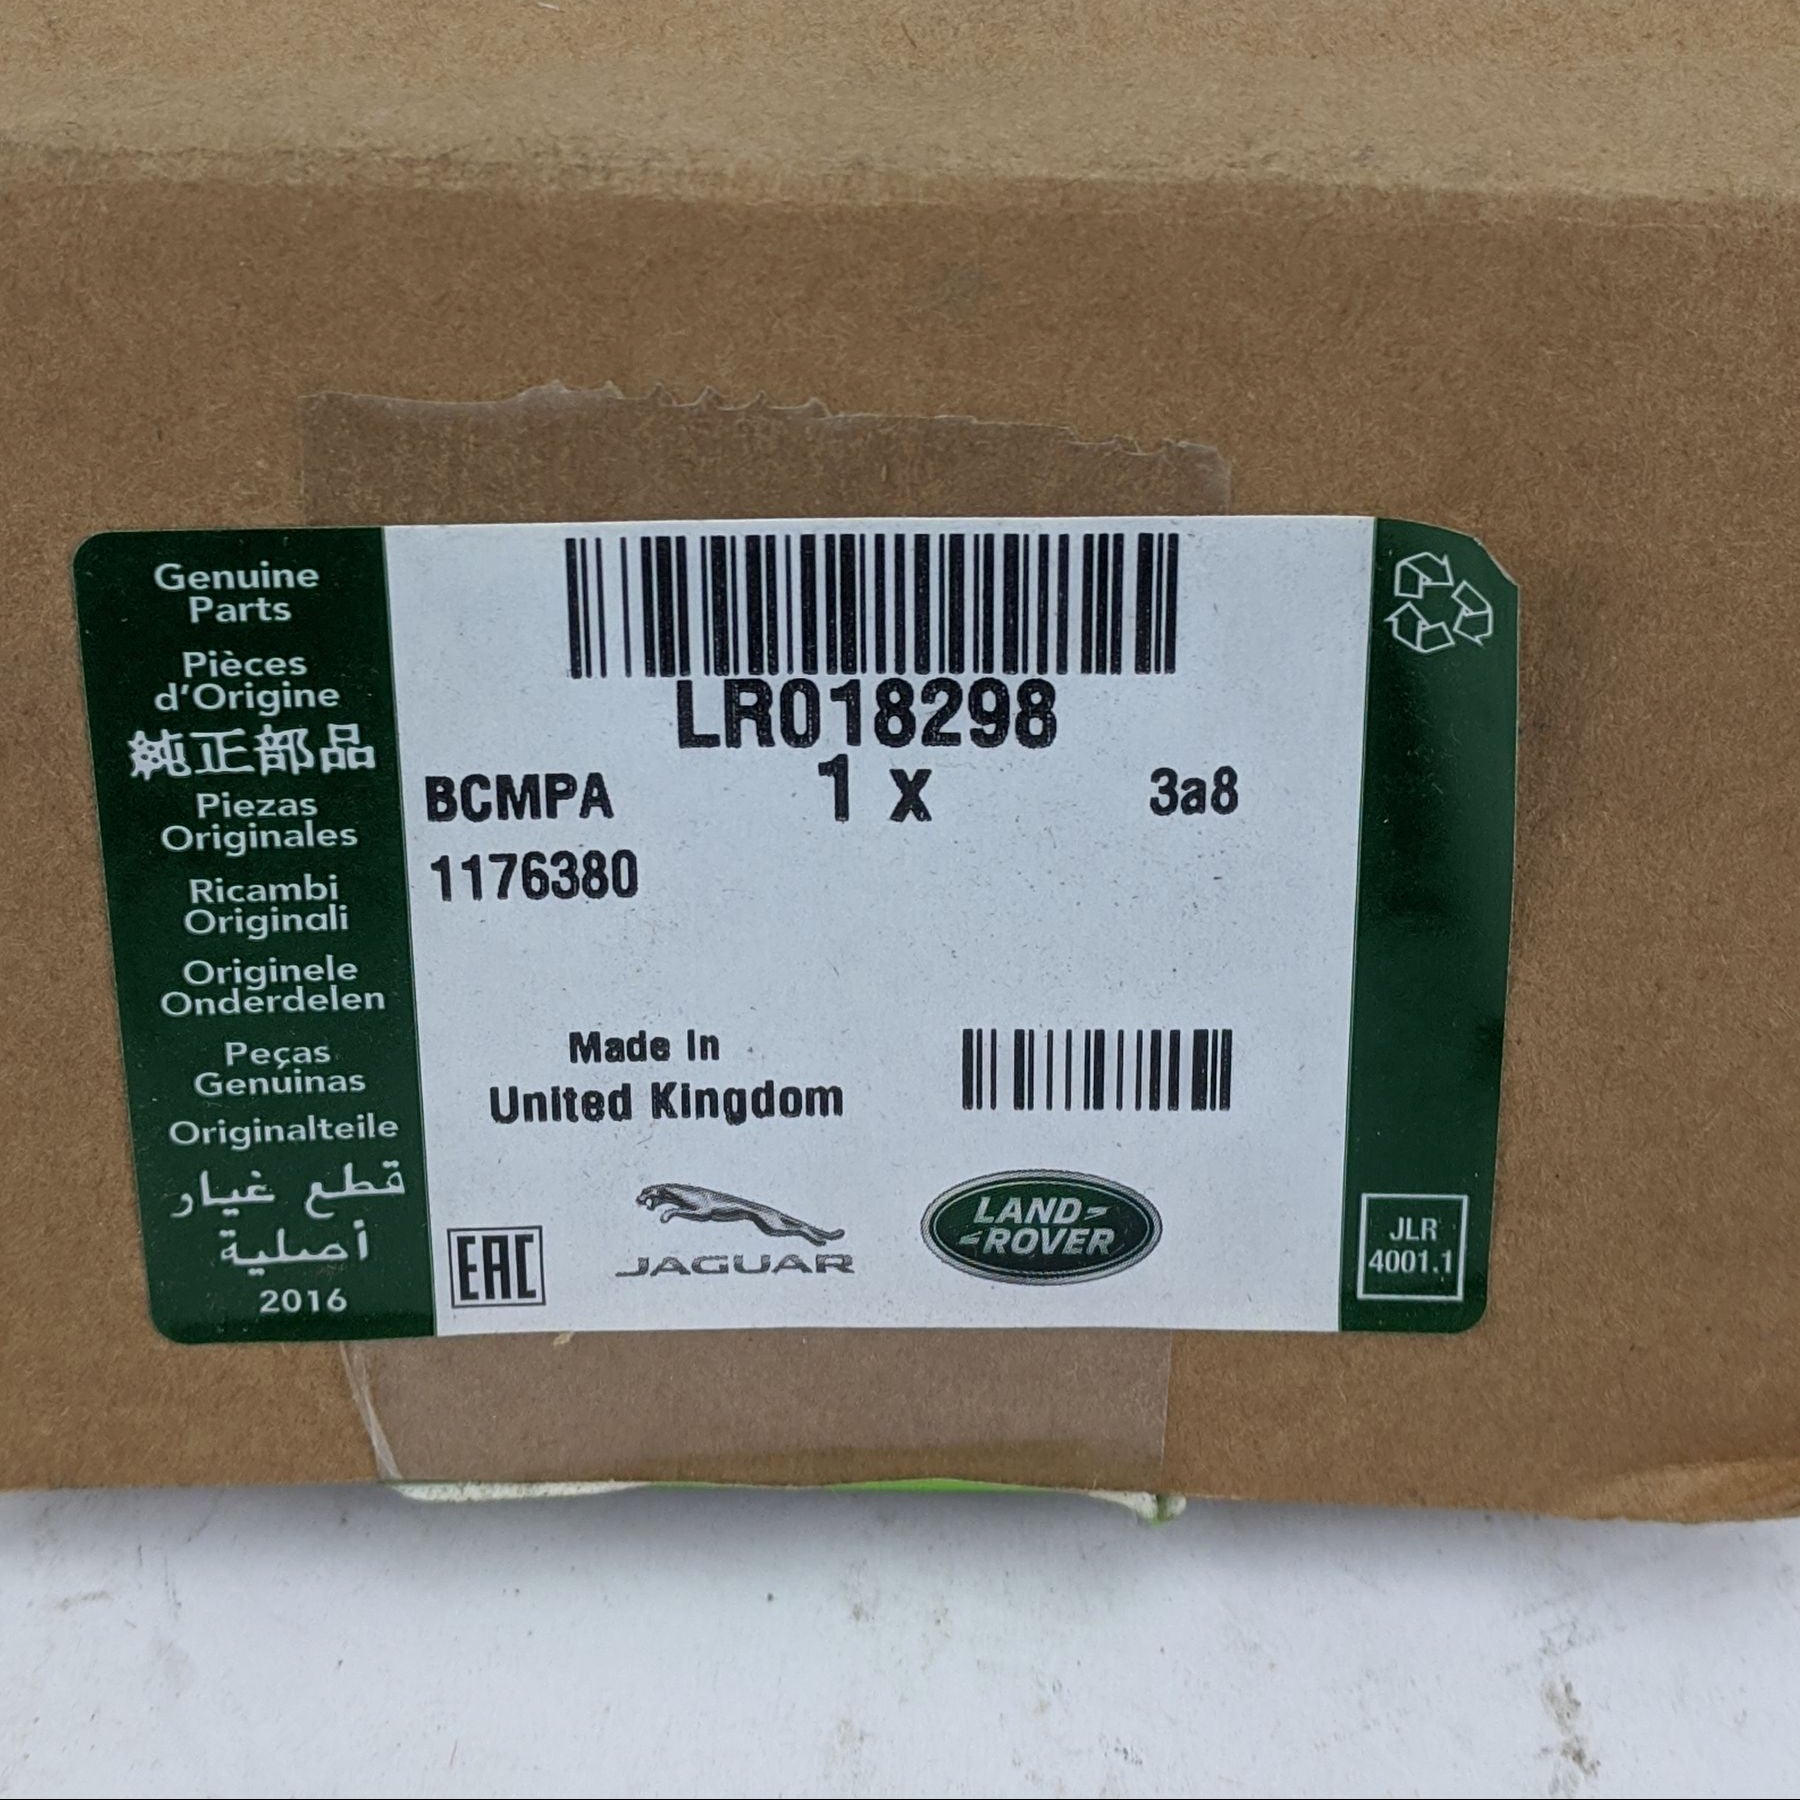 Genuine
Parts
Pièces
d'Origine
純正部品
Piezas
Originales
Ricambi
Originali
Originele
Onderdelen
Peças
Genuinas
Originalteile
قطع غيار
أصلية
2016
LR018298
BCMPA 1 x 3a8
1176380
Made In
United Kingdom
EAC
JAGUAR
LAND
ROVER
JLR
4001.1